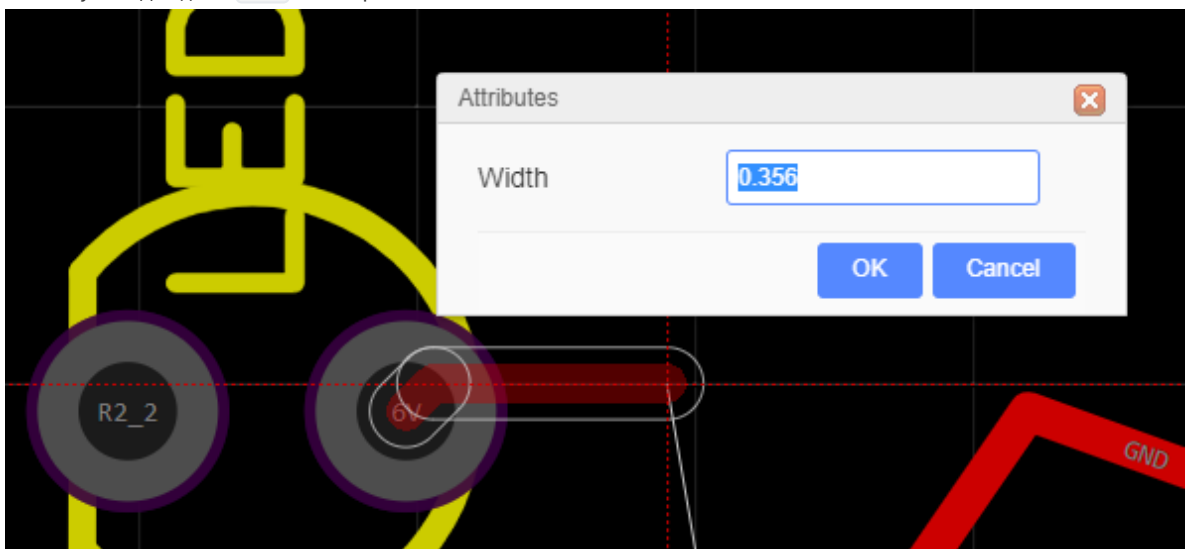 LED
Attributes
Width
0.356
OK
Cancel
R2_2
6V
GND